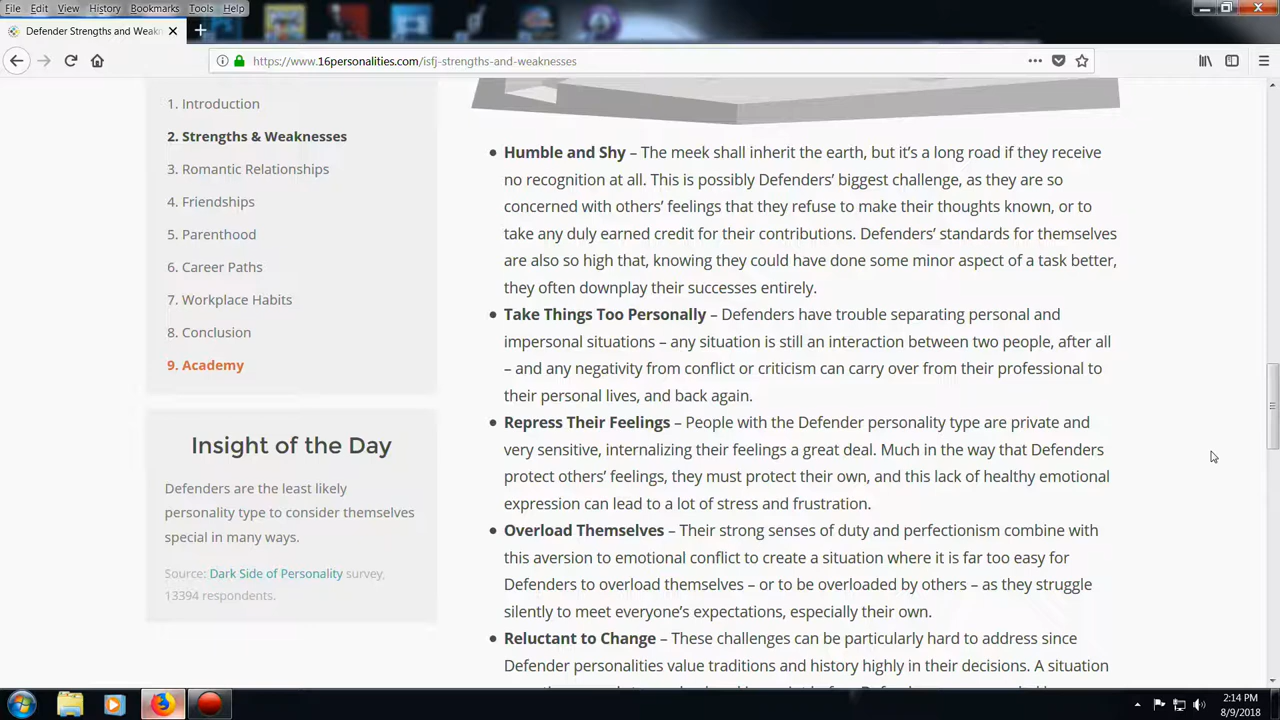 File Edit View History Bookmarks Tools Help
Defender Strengths and Weakn
https://www.16personalities.com/isfj-strengths-and-weaknesses
1. Introduction
2. Strengths & Weaknesses
3. Romantic Relationships
4. Friendships
5. Parenthood
6. Career Paths
7. Workplace Habits
8. Conclusion
9. Academy
Insight of the Day
Defenders are the least likely
personality type to consider themselves
special in many ways.
Source: Dark Side of Personality survey,
13394 respondents.
Humble and Shy – The meek shall inherit the earth, but it's a long road if they receive
no recognition at all. This is possibly Defenders' biggest challenge, as they are so
concerned with others' feelings that they refuse to make their thoughts known, or to
take any duly earned credit for their contributions. Defenders' standards for themselves
are also so high that, knowing they could have done some minor aspect of a task better,
they often downplay their successes entirely.
Take Things Too Personally – Defenders have trouble separating personal and
impersonal situations – any situation is still an interaction between two people, after all
– and any negativity from conflict or criticism can carry over from their professional to
their personal lives, and back again.
Repress Their Feelings – People with the Defender personality type are private and
very sensitive, internalizing their feelings a great deal. Much in the way that Defenders
protect others' feelings, they must protect their own, and this lack of healthy emotional
expression can lead to a lot of stress and frustration.
Overload Themselves – Their strong senses of duty and perfectionism combine with
this aversion to emotional conflict to create a situation where it is far too easy for
Defenders to overload themselves – or to be overloaded by others – as they struggle
silently to meet everyone's expectations, especially their own.
Reluctant to Change – These challenges can be particularly hard to address since
Defender personalities value traditions and history highly in their decisions. A situation
2:14 PM
8/9/2018